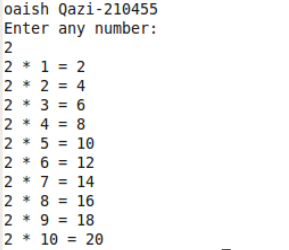 oaish Qazi-210455
Enter any number:
2
2 * 1 = 2
2 * 2 = 4
2 * 3 = 6
2 * 4 = 8
2 * 5 = 10
2 * 6 = 12
2 * 7 = 14
2 * 8 = 16
2 * 9 = 18
2 * 10 = 20